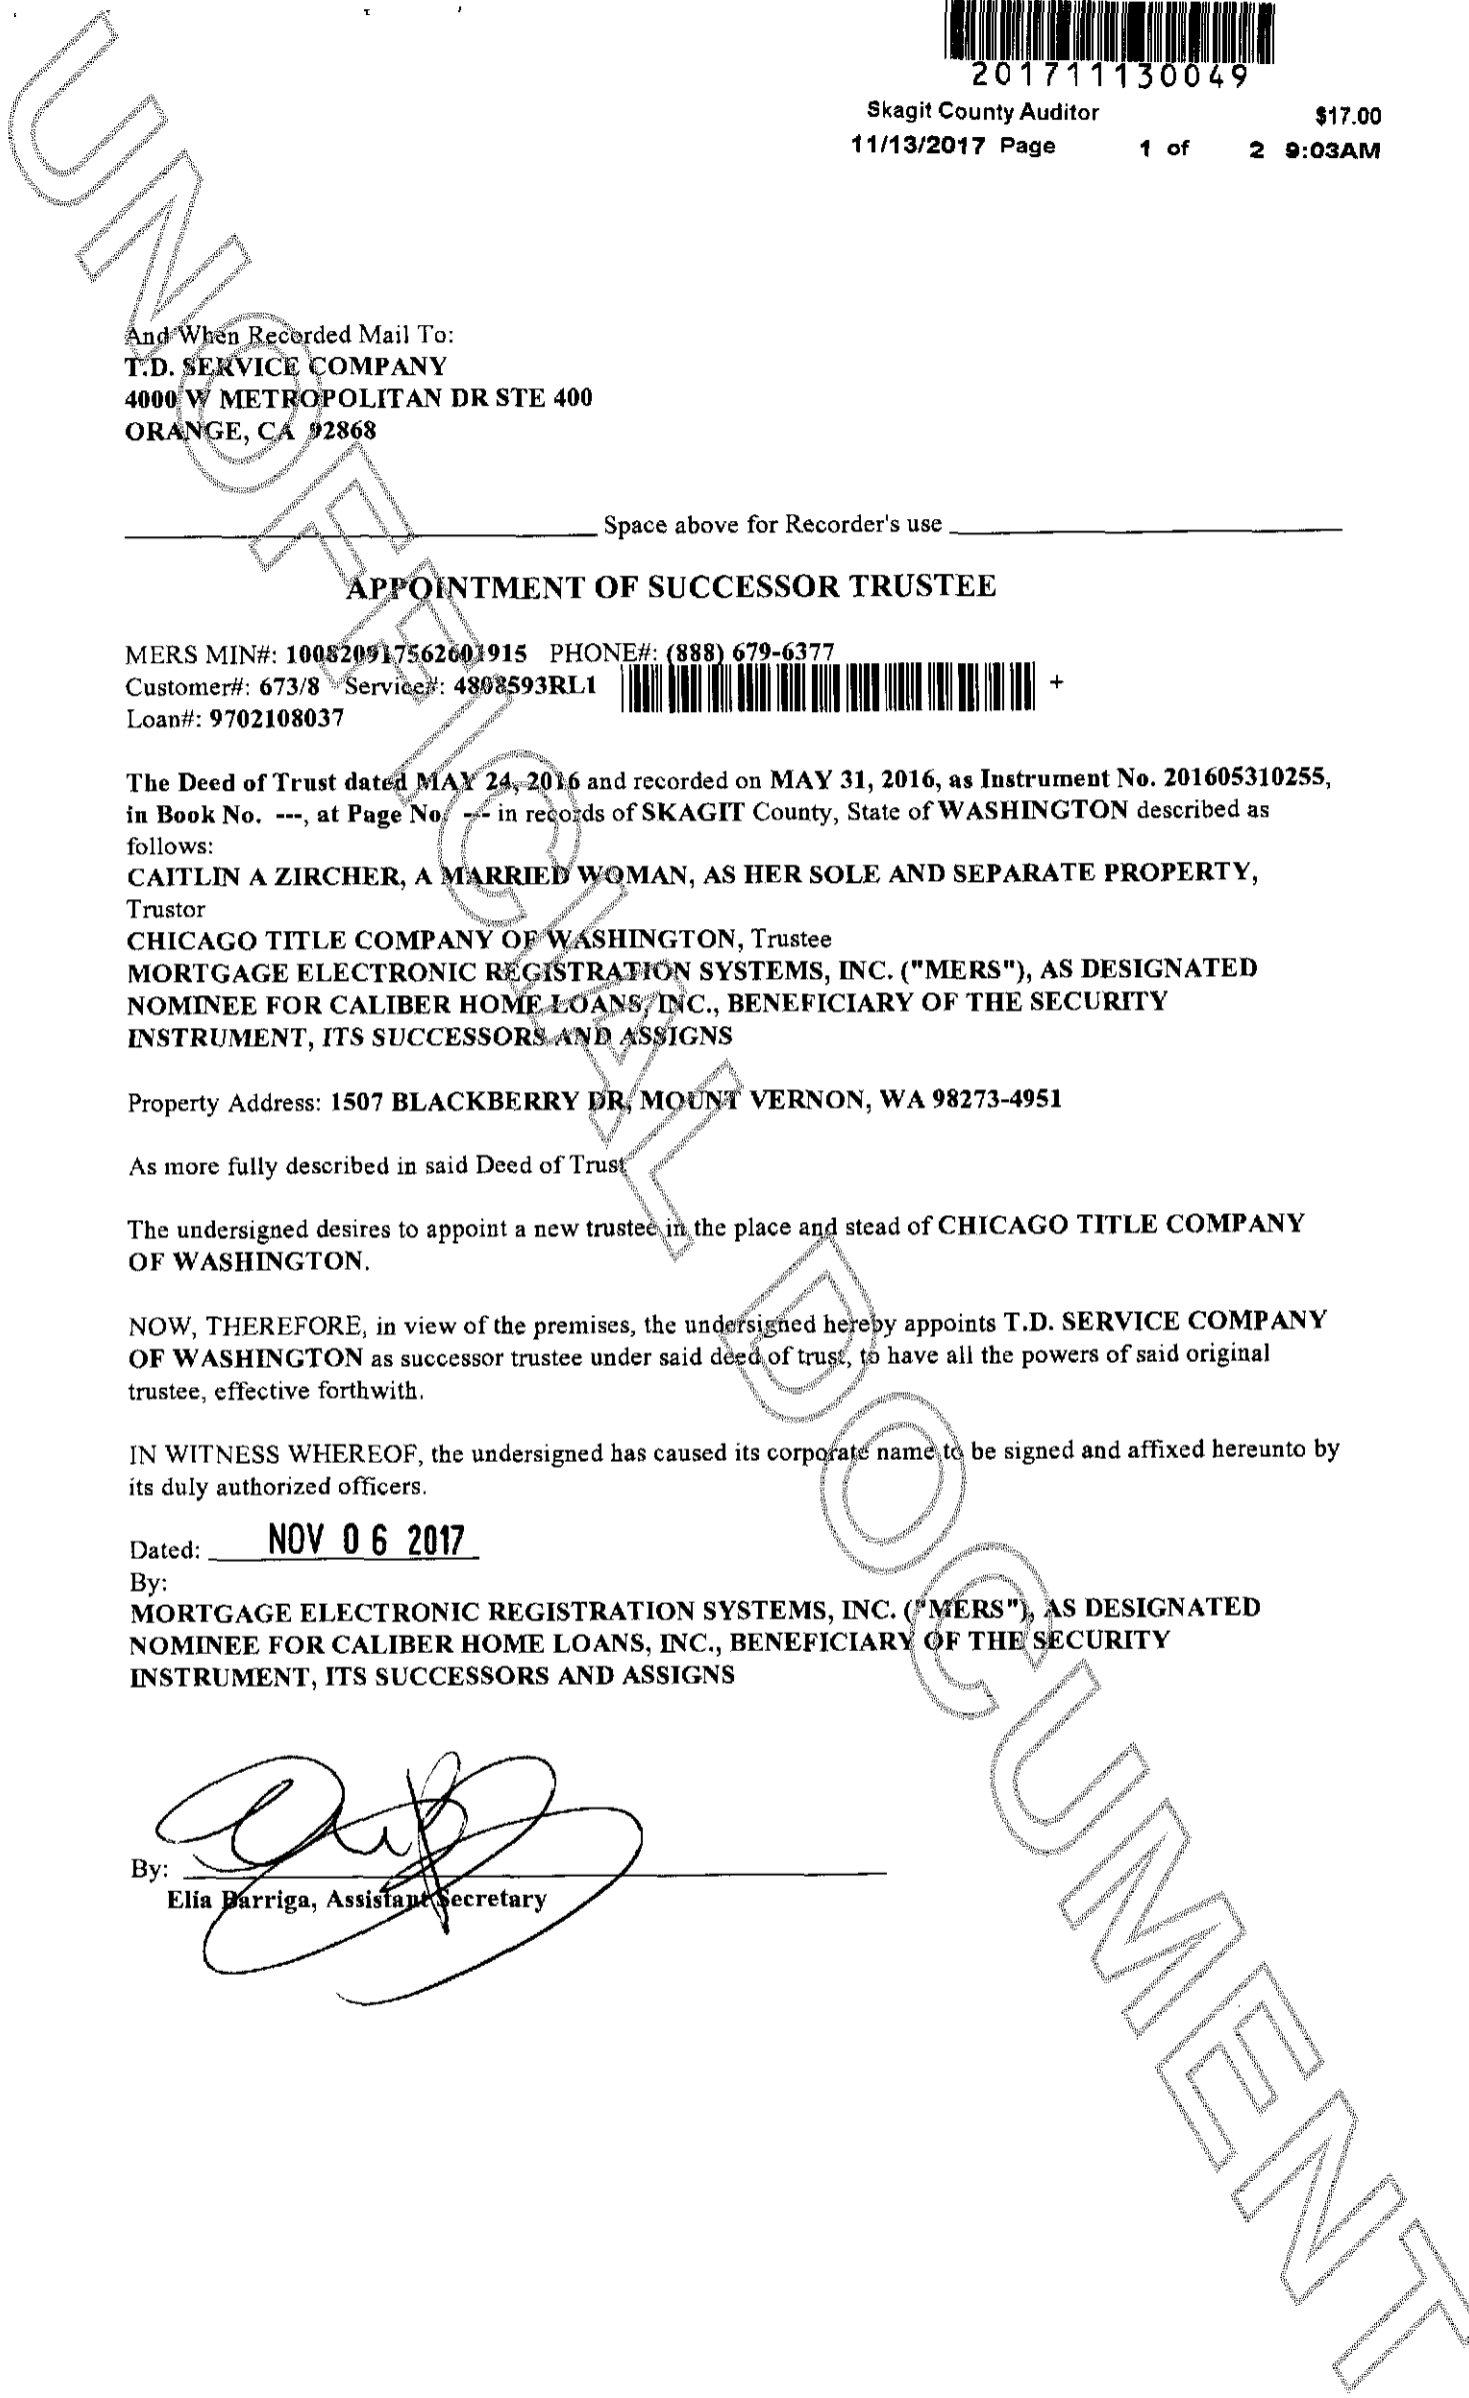 201711130049
Skagit County Auditor $17.00
11/13/2017 Page 1 of 2 9:03AM
And When Recorded Mail To:
T.D. SERVICE COMPANY
4000 W METROPOLITAN DR STE 400
ORANGE, CA 92868
Space above for Recorder's use
APPOINTMENT OF SUCCESSOR TRUSTEE
MERS MIN#: 100820917562601915 PHONE#: (888) 679-6377
Customer#: 673/8 Service#: 4808593RL1 +
Loan#: 9702108037
The Deed of Trust dated MAY 24, 2016 and recorded on MAY 31, 2016, as Instrument No. 201605310255,
in Book No. ---, at Page No. --- in records of SKAGIT County, State of WASHINGTON described as
follows:
CAITLIN A ZIRCHER, A MARRIED WOMAN, AS HER SOLE AND SEPARATE PROPERTY,
Trustor
CHICAGO TITLE COMPANY OF WASHINGTON, Trustee
MORTGAGE ELECTRONIC REGISTRATION SYSTEMS, INC. ("MERS"), AS DESIGNATED
NOMINEE FOR CALIBER HOME LOANS, INC., BENEFICIARY OF THE SECURITY
INSTRUMENT, ITS SUCCESSORS AND ASSIGNS
Property Address: 1507 BLACKBERRY DR, MOUNT VERNON, WA 98273-4951
As more fully described in said Deed of Trust
The undersigned desires to appoint a new trustee in the place and stead of CHICAGO TITLE COMPANY
OF WASHINGTON.
NOW, THEREFORE, in view of the premises, the undersigned hereby appoints T.D. SERVICE COMPANY
OF WASHINGTON as successor trustee under said deed of trust, to have all the powers of said original
trustee, effective forthwith.
IN WITNESS WHEREOF, the undersigned has caused its corporate name to be signed and affixed hereunto by
its duly authorized officers.
Dated: NOV 06 2017
By:
MORTGAGE ELECTRONIC REGISTRATION SYSTEMS, INC. ("MERS"), AS DESIGNATED
NOMINEE FOR CALIBER HOME LOANS, INC., BENEFICIARY OF THE SECURITY
INSTRUMENT, ITS SUCCESSORS AND ASSIGNS
By:
Elia Barriga, Assistant Secretary
UNOFFICIAL DOCUMENT